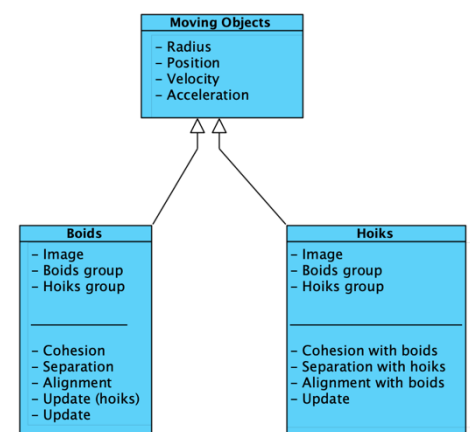 Moving Objects
- Radius
- Position
- Velocity
- Acceleration
Boids
- Image
- Boids group
- Hoiks group
- Cohesion
- Separation
- Alignment
- Update (hoiks)
- Update
Hoiks
- Image
- Boids group
- Hoiks group
- Cohesion with boids
- Separation with hoiks
- Alignment with boids
- Update